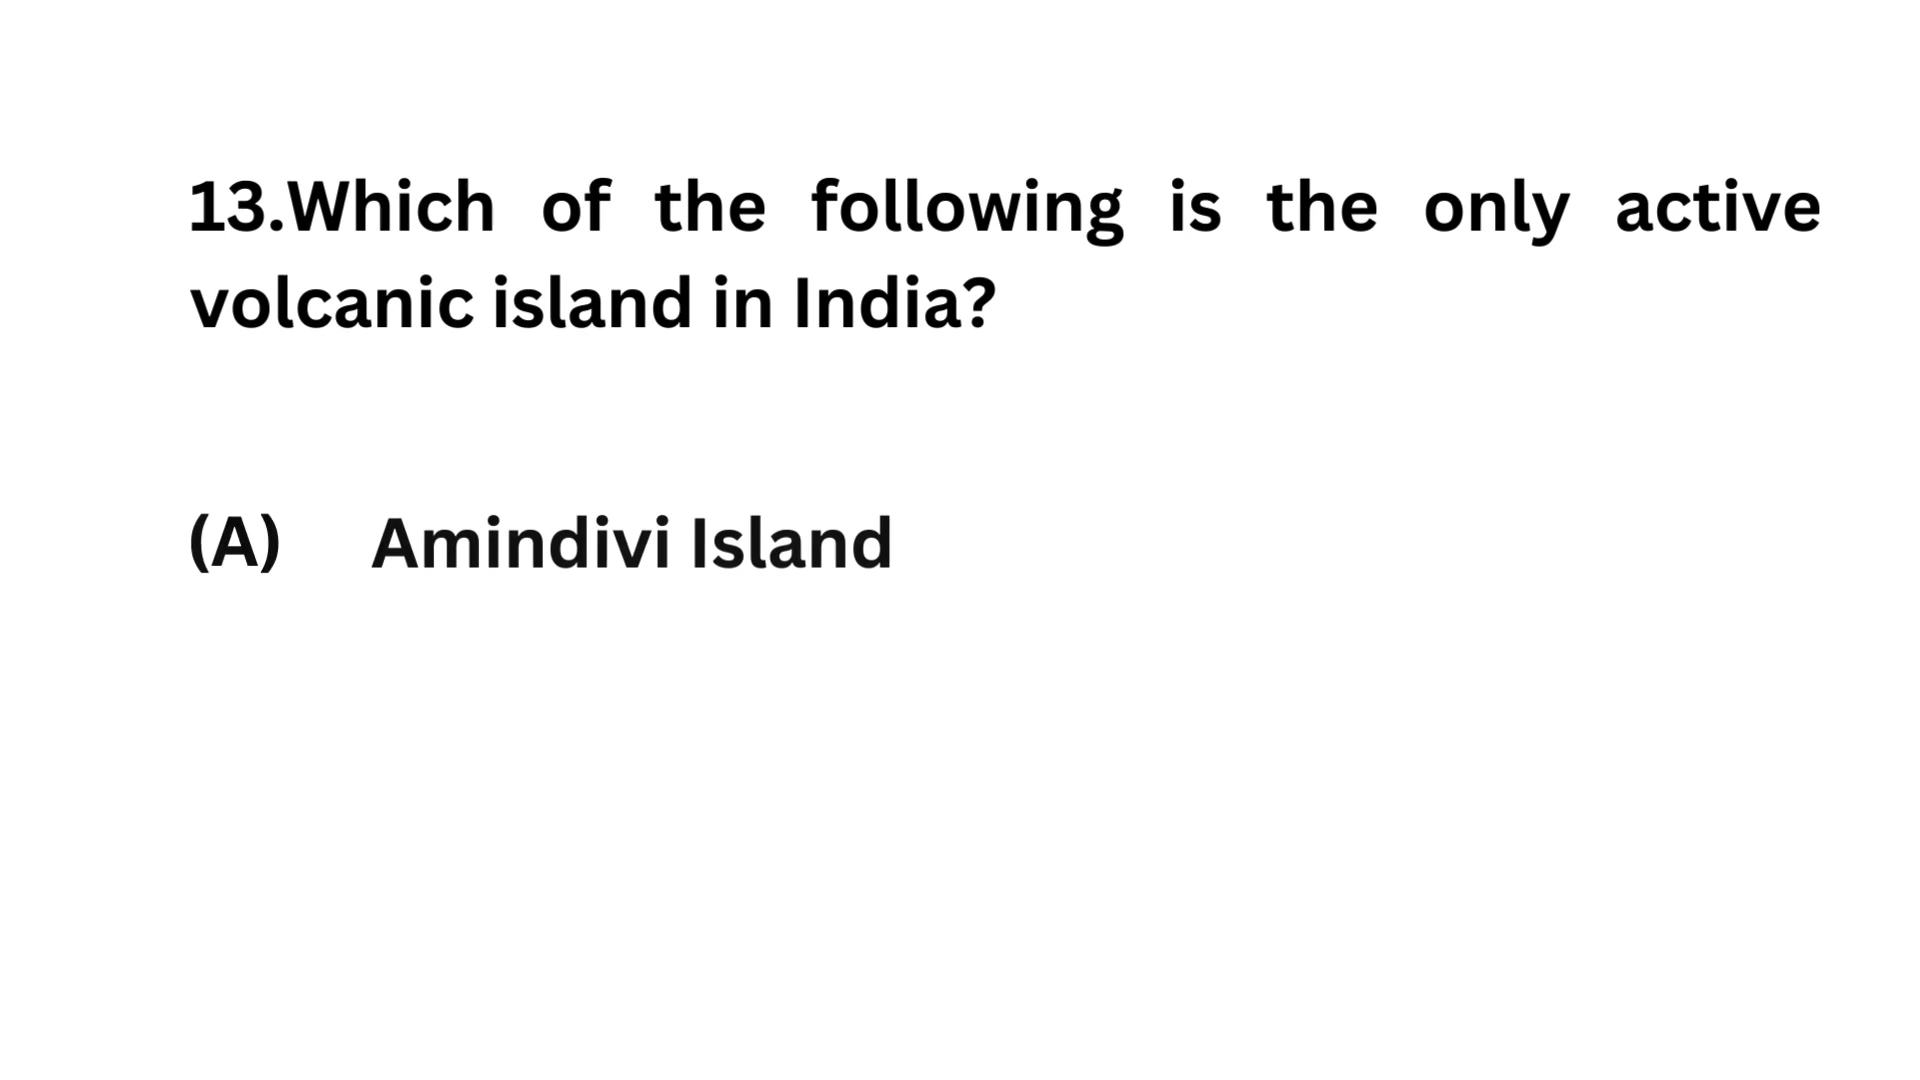 13.Which of the following is the only active
volcanic island in India?
(A) Amindivi Island